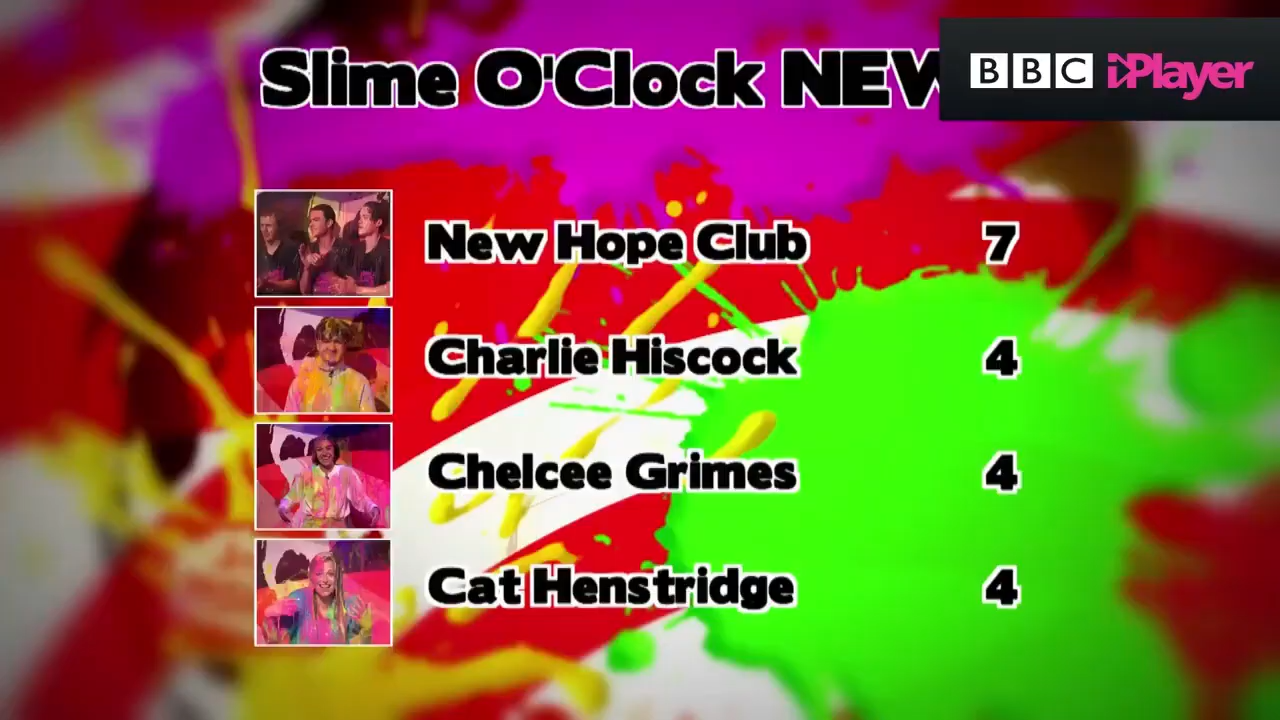 Slime O'Clock NEW
BBC iPlayer
New Hope Club 7
Charlie Hiscock 4
Chelcee Grimes 4
Cat Henstridge 4